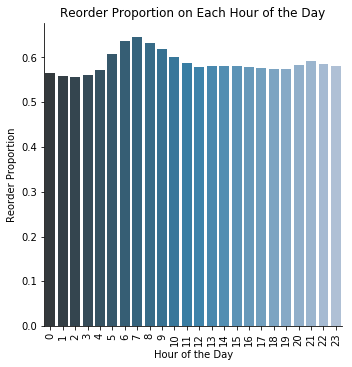 Reorder Proportion on Each Hour of the Day
Reorder Proportion
0.6
0.5
0.4
0.3
0.2
0.1
0.0
0 1 2 3 4 5 6 7 8 9 10 11 12 13 14 15 16 17 18 19 20 21 22 23
Hour of the Day